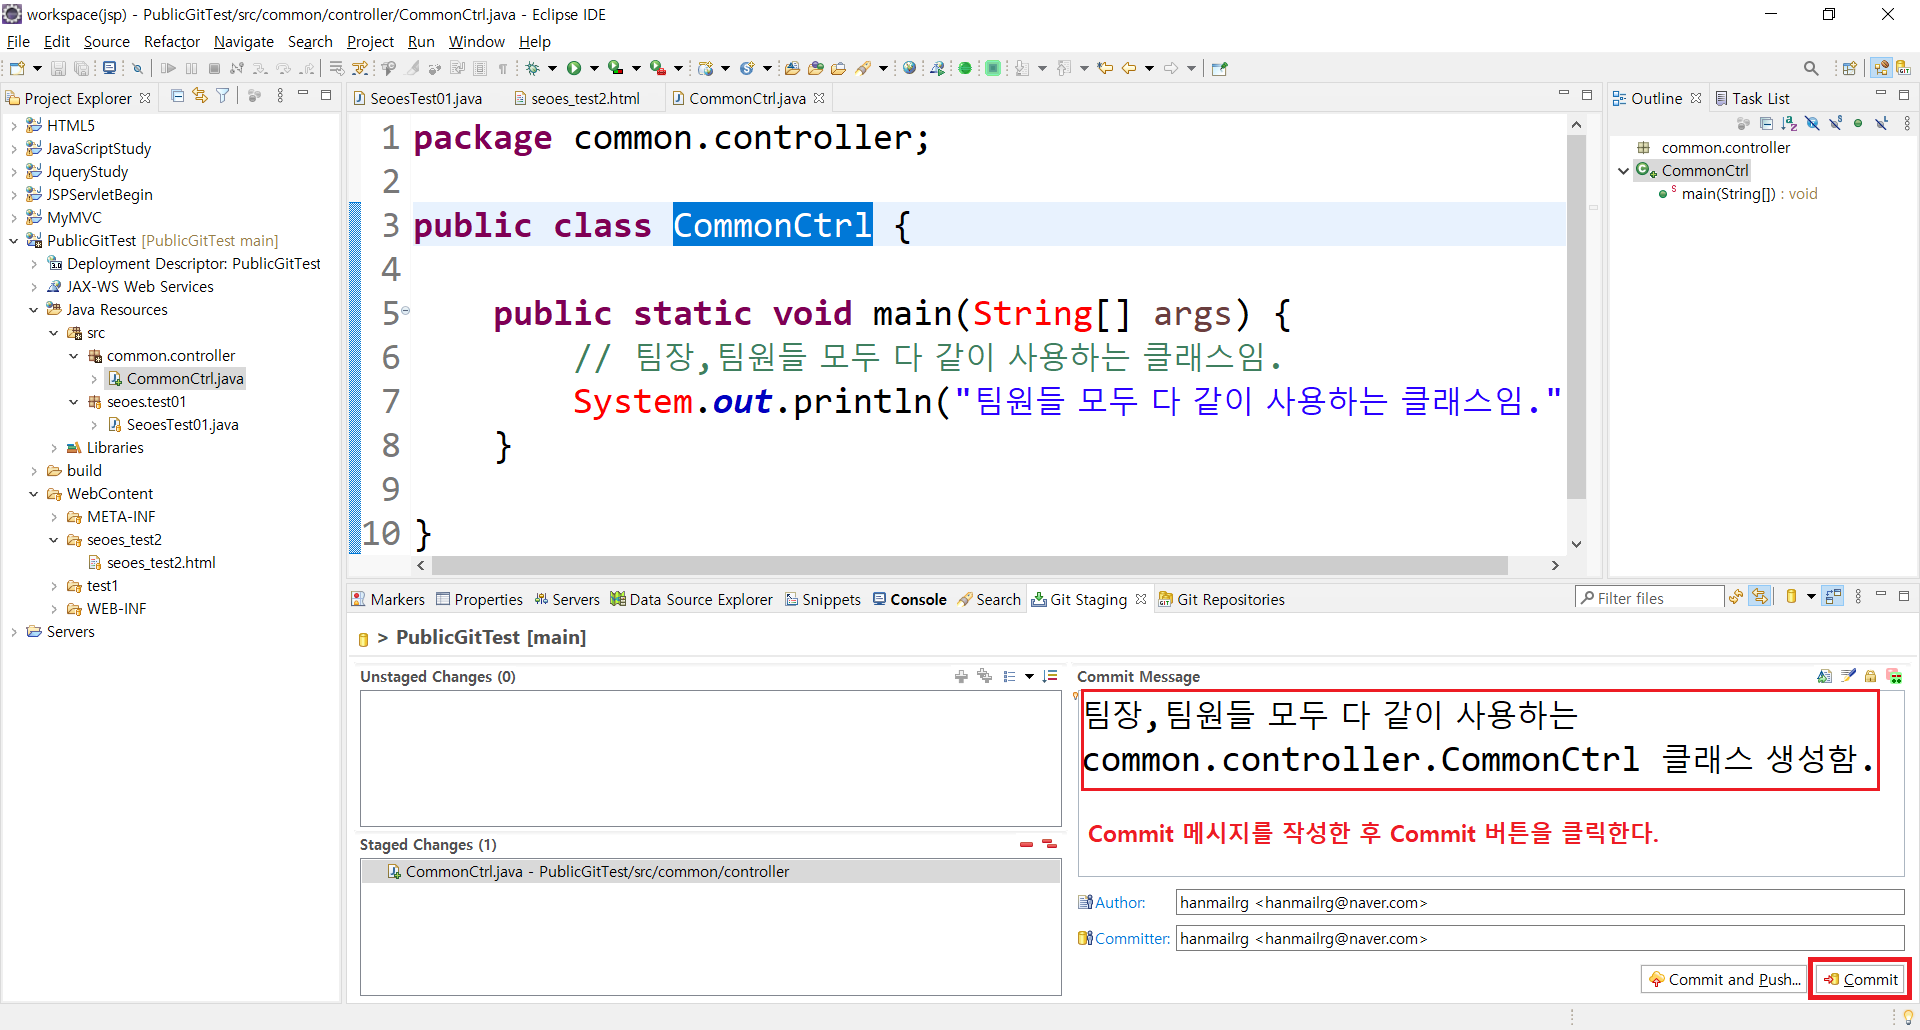 workspace(jsp) - PublicGitTest/src/common/controller/CommonCtrl.java - Eclipse IDE
File Edit Source Refactor Navigate Search Project Run Window Help
Project Explorer
HTML5
JavaScriptStudy
JqueryStudy
JSPServletBegin
MyMVC
PublicGitTest [PublicGitTest main]
Deployment Descriptor: PublicGitTest
JAX-WS Web Services
Java Resources
src
common.controller
CommonCtrl.java
seoes.test01
SeoesTest01.java
Libraries
build
WebContent
META-INF
seoes_test2
seoes_test2.html
test1
WEB-INF
Servers
SeoesTest01.java seoes_test2.html CommonCtrl.java
1 package common.controller;
2
3 public class CommonCtrl {
4
5 public static void main(String[] args) {
6 // 팀장,팀원들 모두 다 같이 사용하는 클래스임.
7 System.out.println("팀원들 모두 다 같이 사용하는 클래스임."
8 }
9
10 }
Outline Task List
common.controller
CommonCtrl
main(String[]) : void
Markers Properties Servers Data Source Explorer Snippets Console Search Git Staging Git Repositories
Filter files
> PublicGitTest [main]
Unstaged Changes (0)
Staged Changes (1)
CommonCtrl.java - PublicGitTest/src/common/controller
Commit Message
팀장,팀원들 모두 다 같이 사용하는
common.controller.CommonCtrl 클래스 생성함.
Commit 메시지를 작성한 후 Commit 버튼을 클릭한다.
Author: hanmailrg <hanmailrg@naver.com>
Committer: hanmailrg <hanmailrg@naver.com>
Commit and Push... Commit